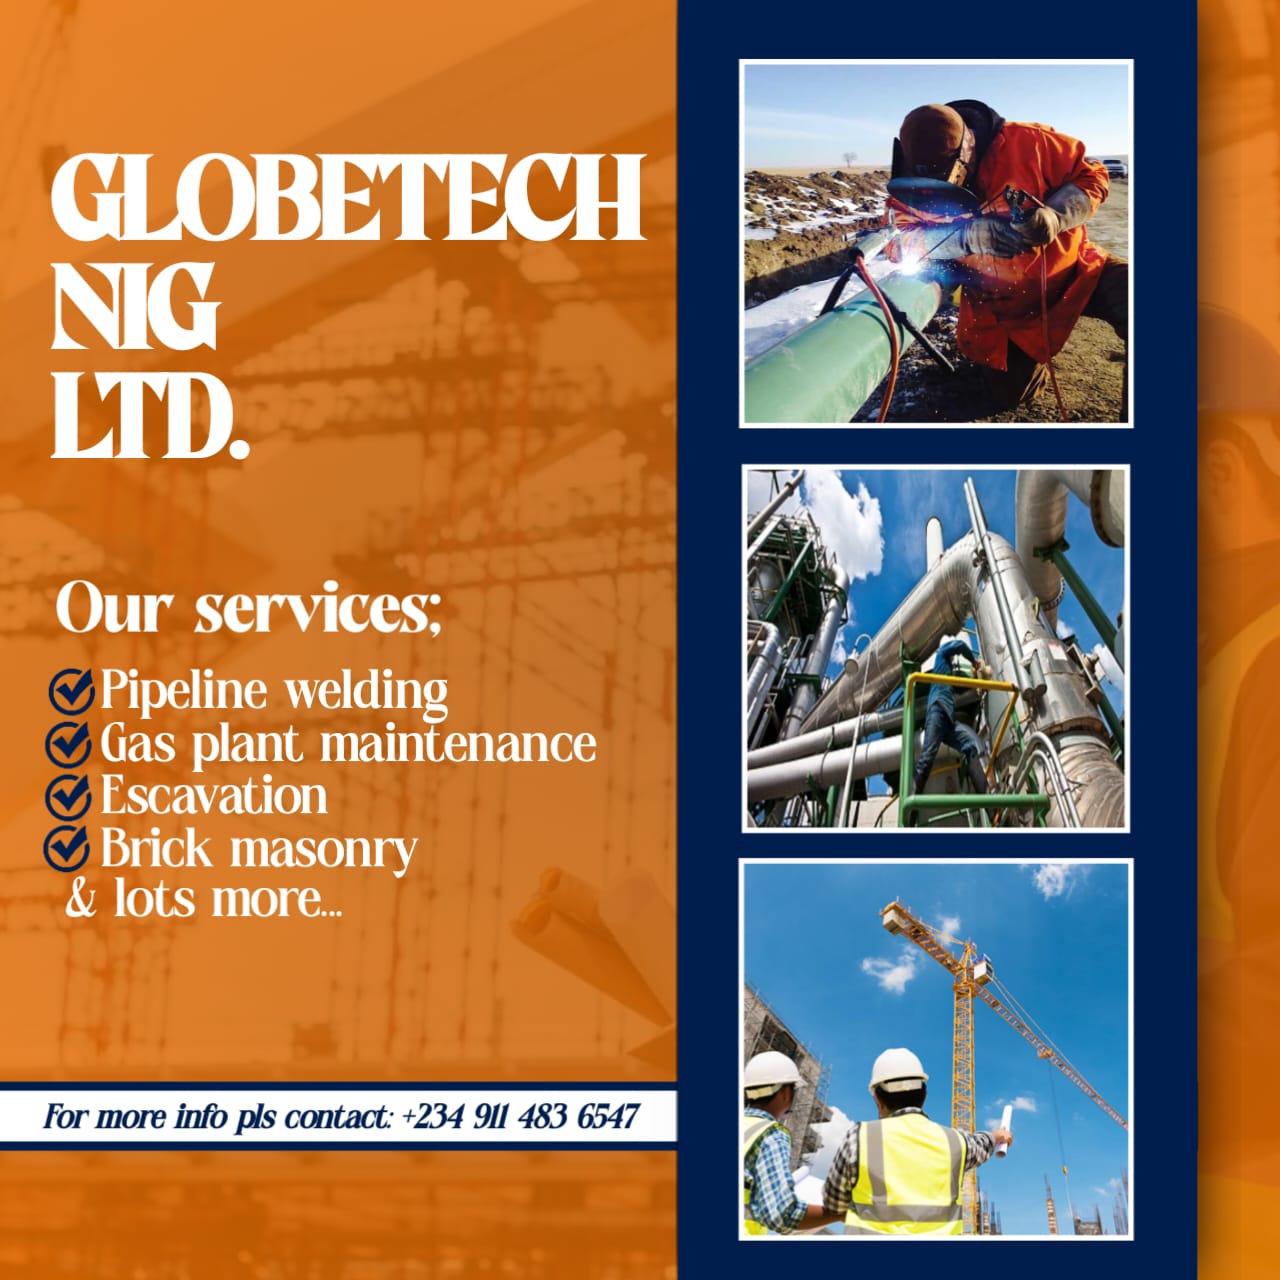 GLOBETECH
NIG
LTD.
Our services;
Pipeline welding
Gas plant maintenance
Escavation
Brick masonry
& lots more...
For more info pls contact: +234 911 483 6547